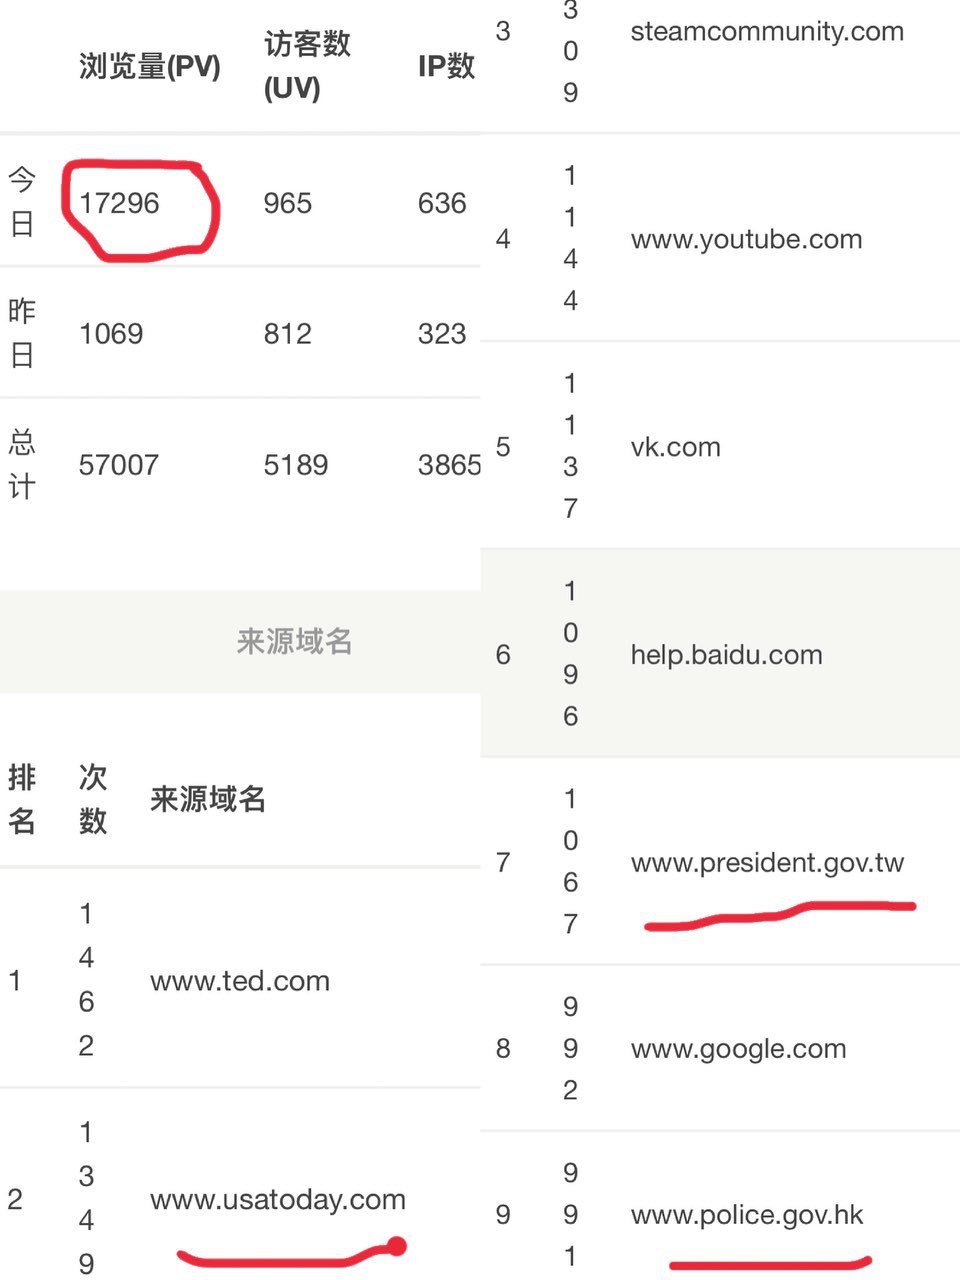 浏览量(PV) 访客数(UV) IP数
今日 17296 965 636
昨日 1069 812 323
总计 57007 5189 3865
来源域名
排名 次数 来源域名
1 1462 www.ted.com
2 1349 www.usatoday.com
3 309 steamcommunity.com
4 1144 www.youtube.com
5 1137 vk.com
6 1096 help.baidu.com
7 1067 www.president.gov.tw
8 992 www.google.com
9 991 www.police.gov.hk